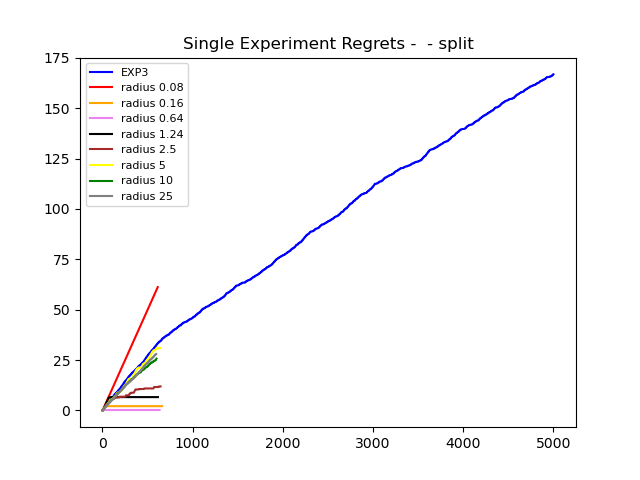 Single Experiment Regrets -  - split
175
150
125
100
75
50
25
0
EXP3
radius 0.08
radius 0.16
radius 0.64
radius 1.24
radius 2.5
radius 5
radius 10
radius 25
0 1000 2000 3000 4000 5000